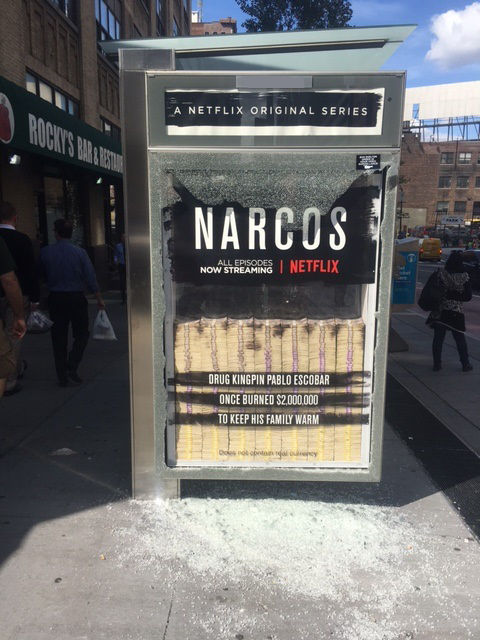 A NETFLIX ORIGINAL SERIES
ROCKY'S BAR & RESTAU
NARCOS
ALL EPISODES
NOW STREAMING | NETFLIX
DRUG KINGPIN PABLO ESCOBAR
ONCE BURNED $2,000,000
TO KEEP HIS FAMILY WARM
Does not contain real currency
PARK